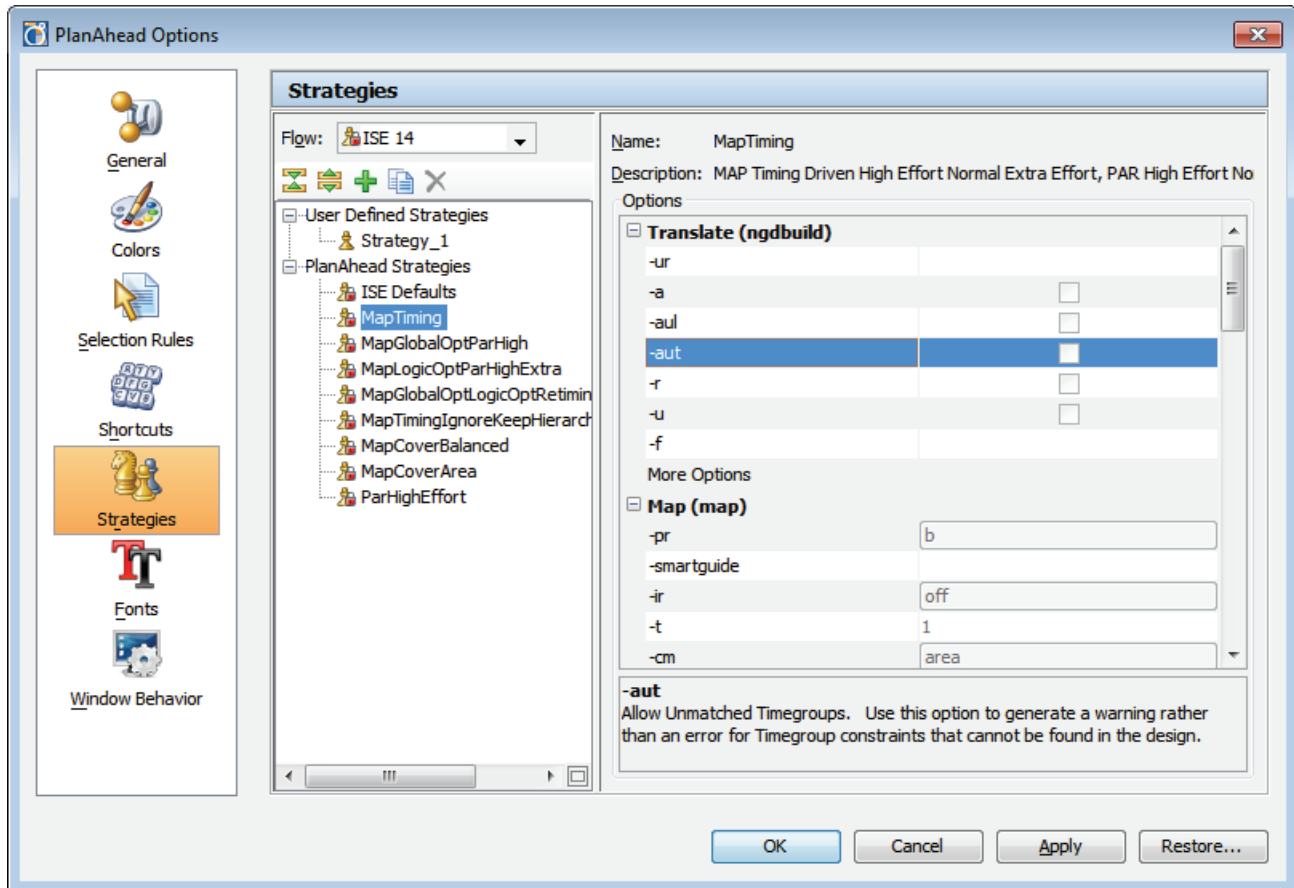 PlanAhead Options
General
Colors
Selection Rules
Shortcuts
Strategies
Fonts
Window Behavior
Strategies
Flow: ISE 14
User Defined Strategies
Strategy_1
PlanAhead Strategies
ISE Defaults
MapTiming
MapGlobalOptParHigh
MapLogicOptParHighExtra
MapGlobalOptLogicOptRetimin
MapTimingIgnoreKeepHierarch
MapCoverBalanced
MapCoverArea
ParHighEffort
Name: MapTiming
Description: MAP Timing Driven High Effort Normal Extra Effort, PAR High Effort No
Options
Translate (ngdbuild)
-ur
-a
-aul
-aut
-r
-u
-f
More Options
Map (map)
-pr b
-smartguide
-ir off
-t 1
-cm area
-aut
Allow Unmatched Timegroups. Use this option to generate a warning rather
than an error for Timegroup constraints that cannot be found in the design.
OK Cancel Apply Restore...